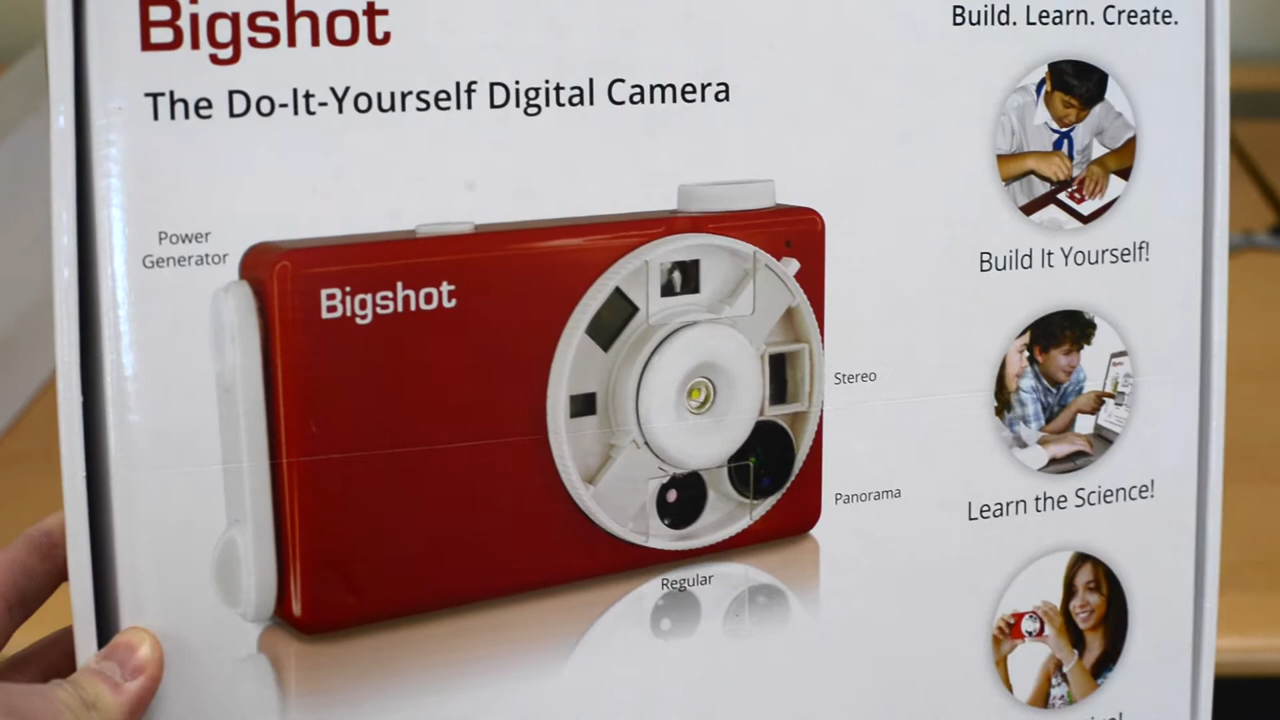 Bigshot
The Do-It-Yourself Digital Camera
Build. Learn. Create.
Power
Generator
Bigshot
Stereo
Panorama
Regular
Build It Yourself!
Learn the Science!